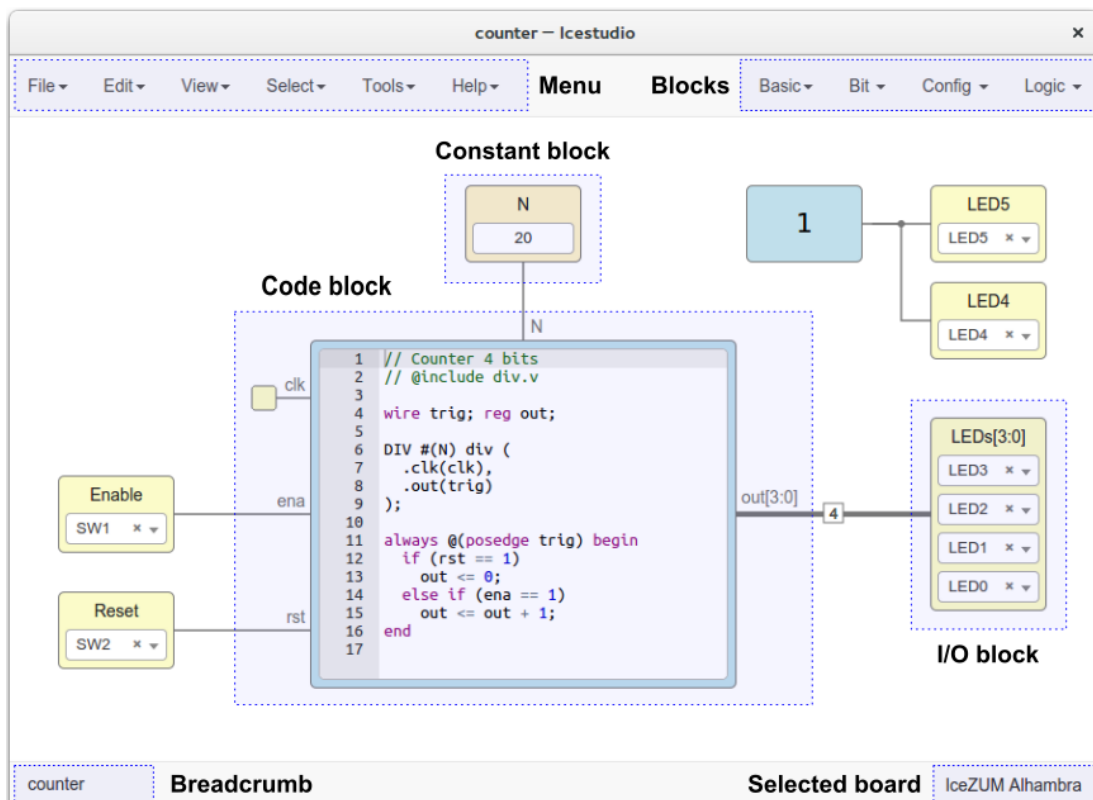 counter – Icestudio ×
File Edit View Select Tools Help Menu Blocks Basic Bit Config Logic
Constant block
N
20
N
1
LED5
LED5 ×
LED4
LED4 ×
Code block
clk
ena
rst
Enable
SW1 ×
Reset
SW2 ×
1 // Counter 4 bits
2 // @include div.v
3
4 wire trig; reg out;
5
6 DIV #(N) div (
7   .clk(clk),
8   .out(trig)
9 );
10
11 always @(posedge trig) begin
12   if (rst == 1)
13     out <= 0;
14   else if (ena == 1)
15     out <= out + 1;
16 end
17
out[3:0]
4
LEDs[3:0]
LED3 ×
LED2 ×
LED1 ×
LED0 ×
I/O block
counter Breadcrumb Selected board IceZUM Alhambra